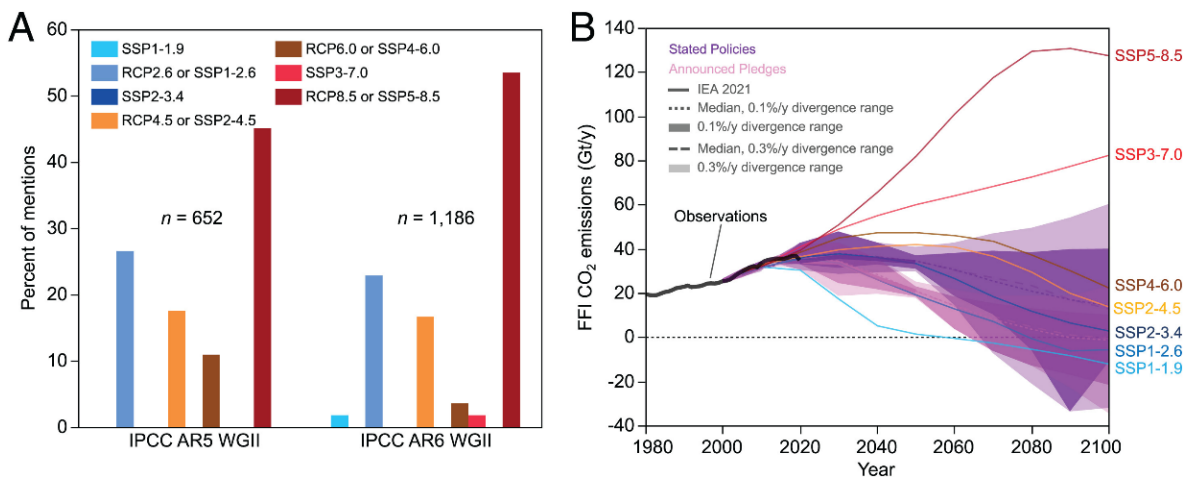 A
Percent of mentions
60
50
40
30
20
10
0
SSP1-1.9
RCP2.6 or SSP1-2.6
SSP2-3.4
RCP4.5 or SSP2-4.5
RCP6.0 or SSP4-6.0
SSP3-7.0
RCP8.5 or SSP5-8.5
n = 652
n = 1,186
IPCC AR5 WGII
IPCC AR6 WGII
B
FFI CO₂ emissions (Gt/y)
140
120
100
80
60
40
20
0
-20
-40
Stated Policies
Announced Pledges
IEA 2021
Median, 0.1%/y divergence range
0.1%/y divergence range
Median, 0.3%/y divergence range
0.3%/y divergence range
Observations
SSP5-8.5
SSP3-7.0
SSP4-6.0
SSP2-4.5
SSP2-3.4
SSP1-2.6
SSP1-1.9
1980
2000
2020
2040
2060
2080
2100
Year